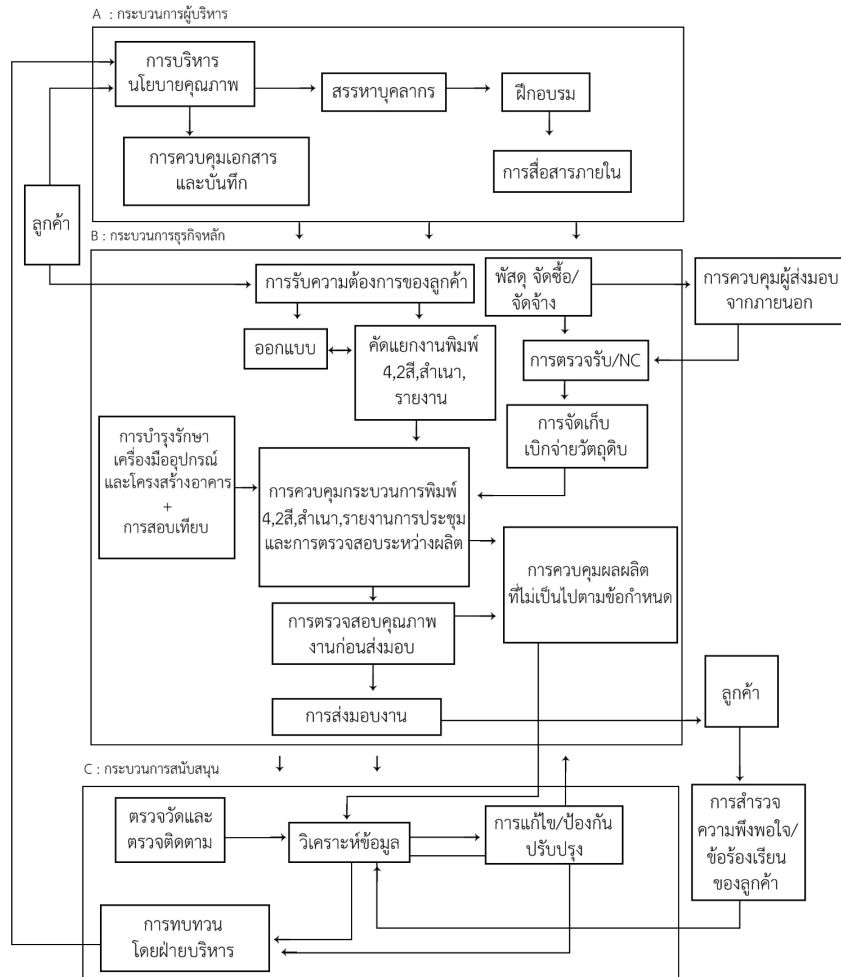 A : กระบวนการผู้บริหาร
การบริหาร
นโยบายคุณภาพ
สรรหาบุคลากร
ฝึกอบรม
การควบคุมเอกสาร
และบันทึก
การสื่อสารภายใน
ลูกค้า
B : กระบวนการธุรกิจหลัก
การรับความต้องการของลูกค้า
พัสดุ จัดซื้อ/
จัดจ้าง
การควบคุมผู้ส่งมอบ
จากภายนอก
ออกแบบ
คัดแยกงานพิมพ์
4,2สี,สำเนา,
รายงาน
การตรวจรับ/NC
การจัดเก็บ
เบิกจ่ายวัตถุดิบ
การบำรุงรักษา
เครื่องมืออุปกรณ์
และโครงสร้างอาคาร
+
การสอบเทียบ
การควบคุมกระบวนการพิมพ์
4,2สี,สำเนา,รายงานการประชุม
และการตรวจสอบระหว่างผลิต
การควบคุมผลผลิต
ที่ไม่เป็นไปตามข้อกำหนด
การตรวจสอบคุณภาพ
งานก่อนส่งมอบ
การส่งมอบงาน
ลูกค้า
C : กระบวนการสนับสนุน
ตรวจวัดและ
ตรวจติดตาม
วิเคราะห์ข้อมูล
การแก้ไข/ป้องกัน
ปรับปรุง
การสำรวจ
ความพึงพอใจ/
ข้อร้องเรียน
ของลูกค้า
การทบทวน
โดยฝ่ายบริหาร